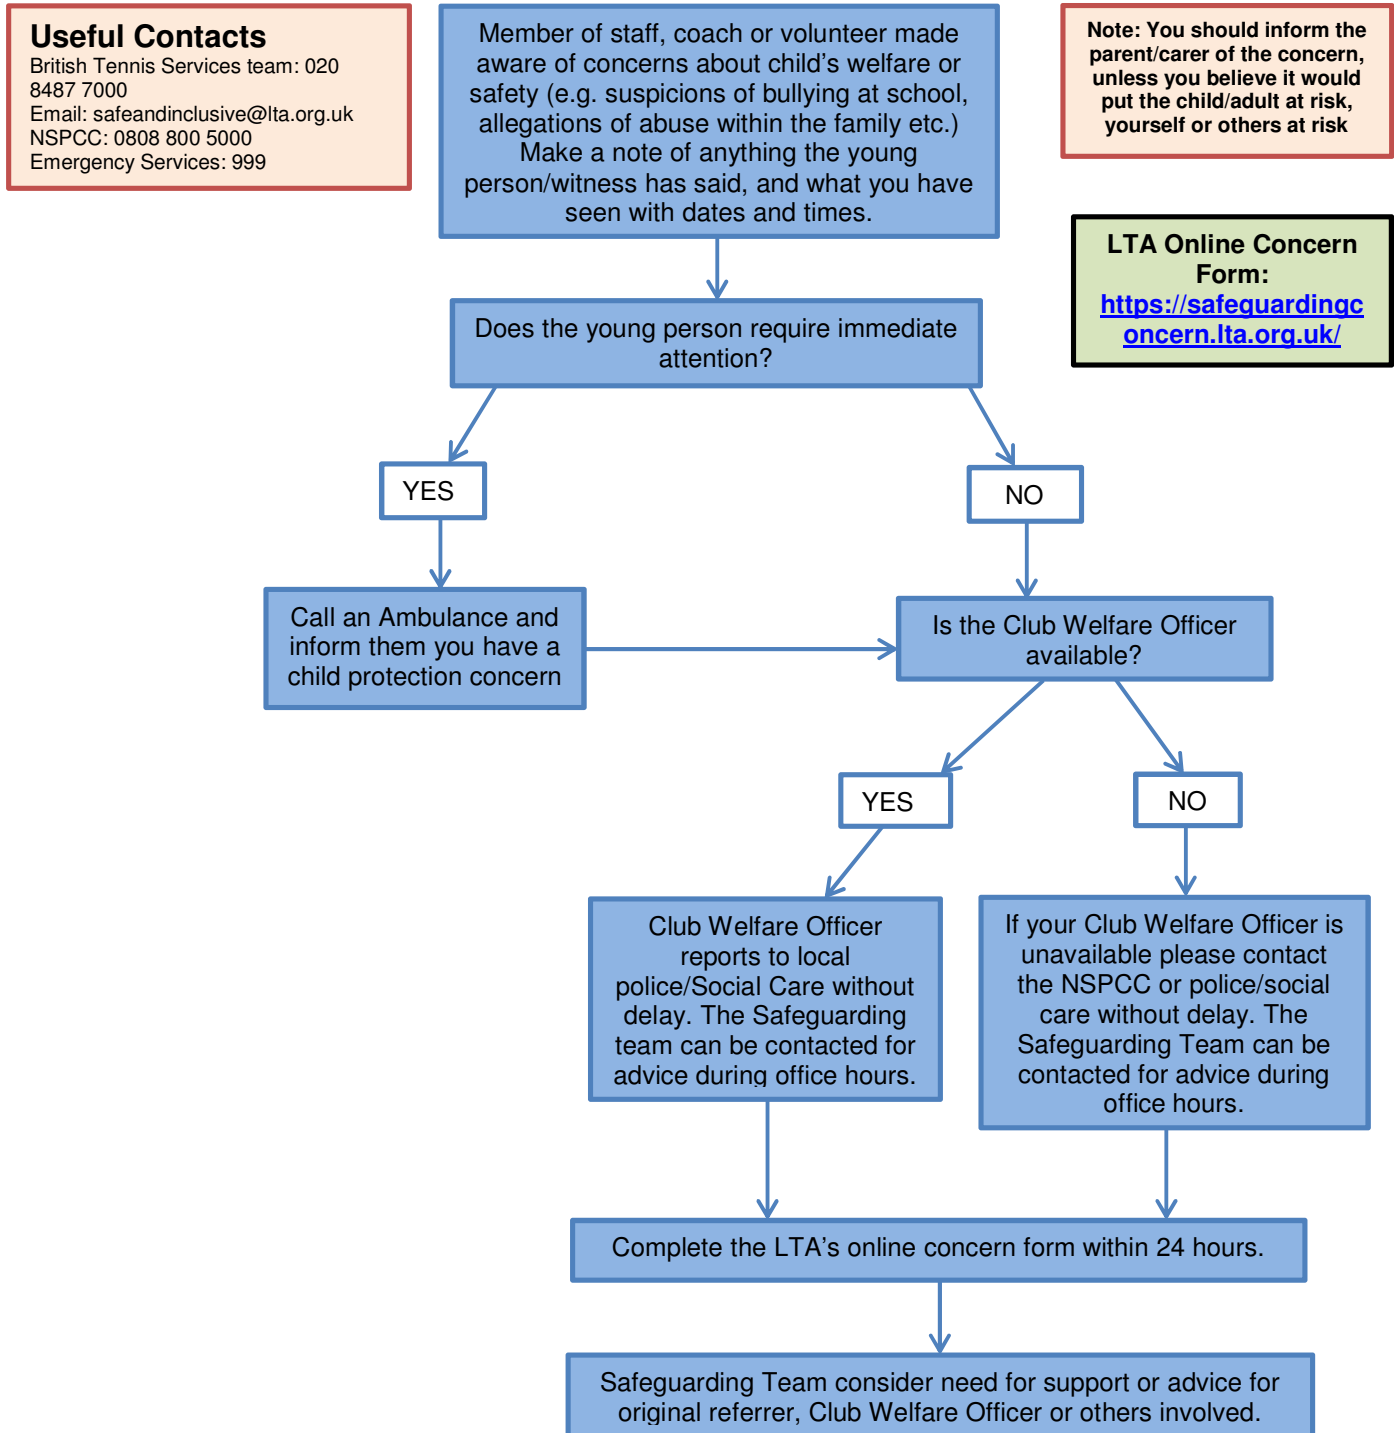 Useful Contacts
British Tennis Services team: 020
8487 7000
Email: safeandinclusive@lta.org.uk
NSPCC: 0808 800 5000
Emergency Services: 999
Member of staff, coach or volunteer made
aware of concerns about child's welfare or
safety (e.g. suspicions of bullying at school,
allegations of abuse within the family etc.)
Make a note of anything the young
person/witness has said, and what you have
seen with dates and times.
Note: You should inform the
parent/carer of the concern,
unless you believe it would
put the child/adult at risk,
yourself or others at risk
LTA Online Concern
Form:
https://safeguardingc
oncern.lta.org.uk/
Does the young person require immediate
attention?
YES
NO
Call an Ambulance and
inform them you have a
child protection concern
Is the Club Welfare Officer
available?
YES
NO
Club Welfare Officer
reports to local
police/Social Care without
delay. The Safeguarding
team can be contacted for
advice during office hours.
If your Club Welfare Officer is
unavailable please contact
the NSPCC or police/social
care without delay. The
Safeguarding Team can be
contacted for advice during
office hours.
Complete the LTA's online concern form within 24 hours.
Safeguarding Team consider need for support or advice for
original referrer, Club Welfare Officer or others involved.